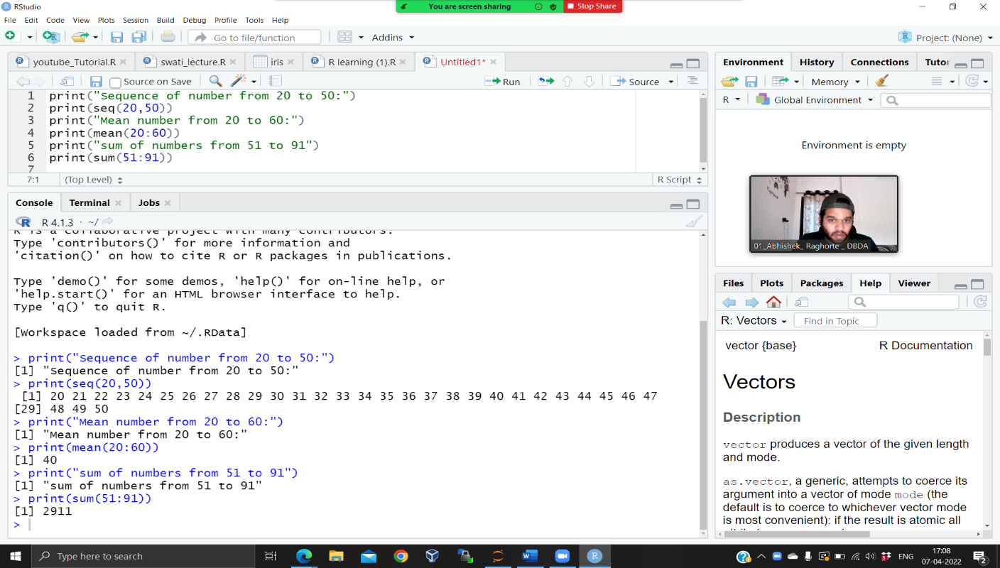 RStudio
You are screen sharing
Stop Share
File Edit Code View Plots Session Build Debug Profile Tools Help
Go to file/function
Addins
Project: (None)
youtube_Tutorial.R
swati_lecture.R
iris
R learning (1).R
Untitled1*
Source on Save
Run
Source
1 print("Sequence of number from 20 to 50:")
2 print(seq(20,50))
3 print("Mean number from 20 to 60:")
4 print(mean(20:60))
5 print("sum of numbers from 51 to 91")
6 print(sum(51:91))
7
7:1 (Top Level) R Script
Console Terminal Jobs
R 4.1.3 · ~/
R is a collaborative project with many contributors.
Type 'contributors()' for more information and
'citation()' on how to cite R or R packages in publications.
Type 'demo()' for some demos, 'help()' for on-line help, or
'help.start()' for an HTML browser interface to help.
Type 'q()' to quit R.
[Workspace loaded from ~/.RData]
> print("Sequence of number from 20 to 50:")
[1] "Sequence of number from 20 to 50:"
> print(seq(20,50))
[1] 20 21 22 23 24 25 26 27 28 29 30 31 32 33 34 35 36 37 38 39 40 41 42 43 44 45 46 47
[29] 48 49 50
> print("Mean number from 20 to 60:")
[1] "Mean number from 20 to 60:"
> print(mean(20:60))
[1] 40
> print("sum of numbers from 51 to 91")
[1] "sum of numbers from 51 to 91"
> print(sum(51:91))
[1] 2911
>
Environment History Connections Tutor
Memory
R Global Environment
Environment is empty
01_Abhishek_ Raghorte _ DBDA
Files Plots Packages Help Viewer
R: Vectors Find in Topic
vector {base} R Documentation
Vectors
Description
vector produces a vector of the given length
and mode.
as.vector, a generic, attempts to coerce its
argument into a vector of mode mode (the
default is to coerce to whichever vector mode
is most convenient): if the result is atomic all
Type here to search
ENG
17:08
07-04-2022
2